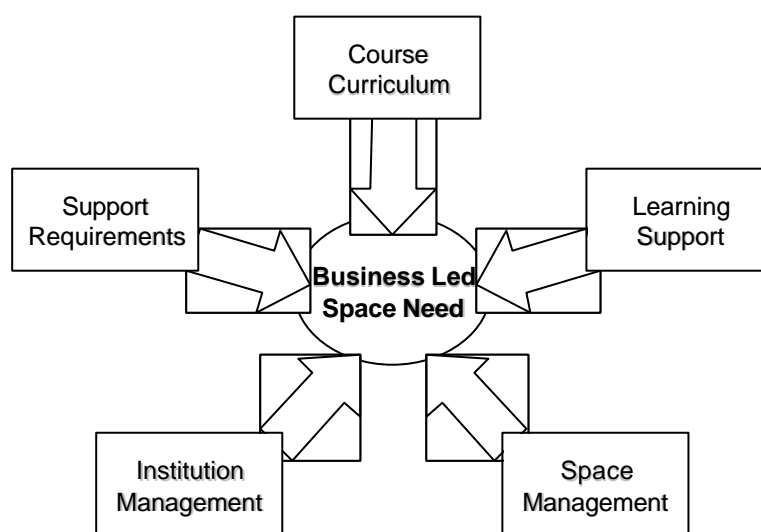 Course
Curriculum
Support
Requirements
Learning
Support
Business Led
Space Need
Institution
Management
Space
Management